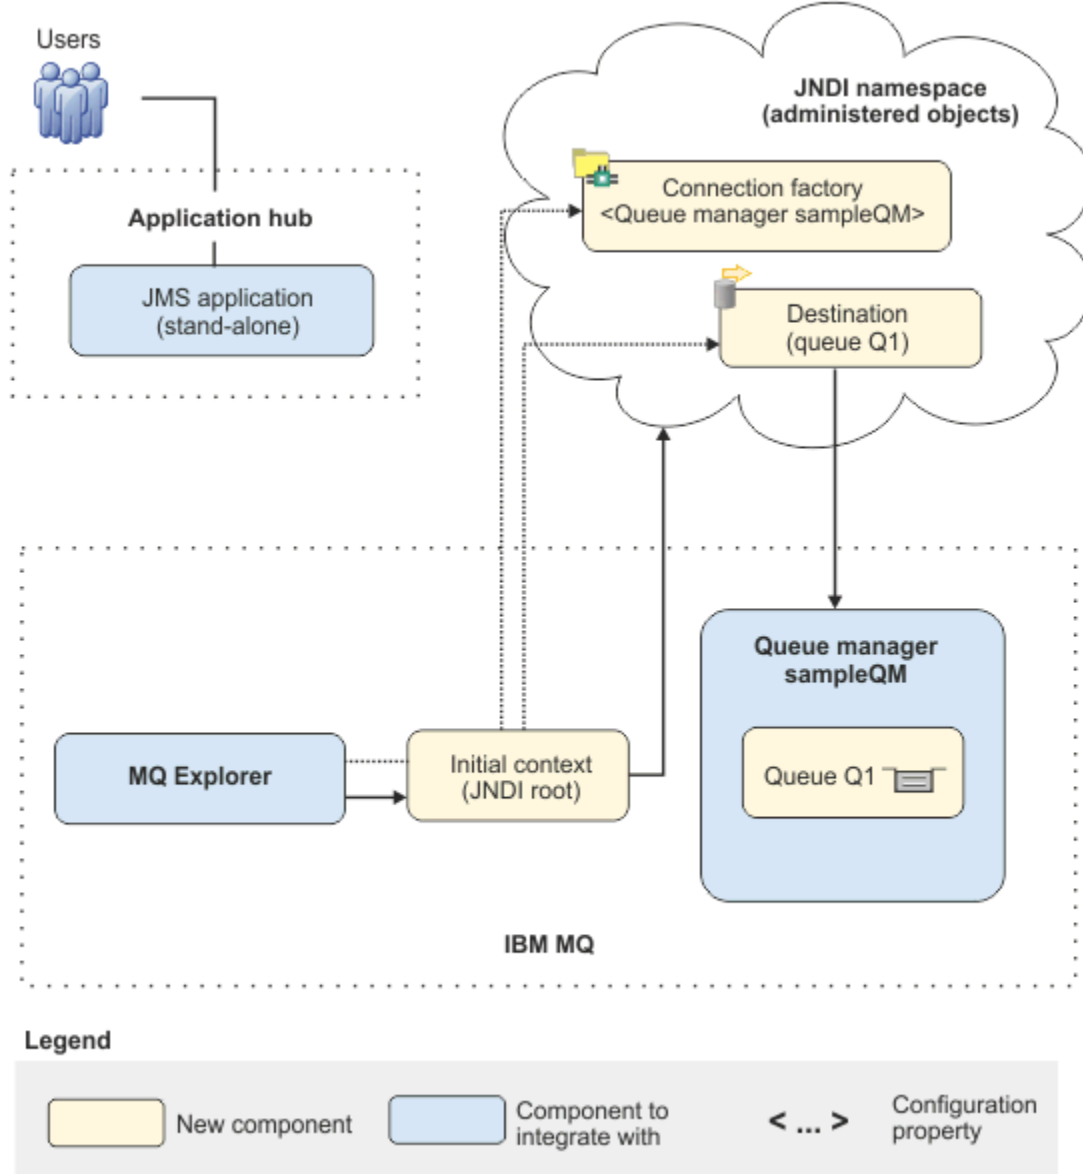 Users
JNDI namespace
(administered objects)
Connection factory
<Queue manager sampleQM>
Application hub
JMS application
(stand-alone)
Destination
(queue Q1)
Queue manager
sampleQM
MQ Explorer
Initial context
(JNDI root)
Queue Q1
IBM MQ
Legend
New component
Component to
integrate with
< ... >
Configuration
property